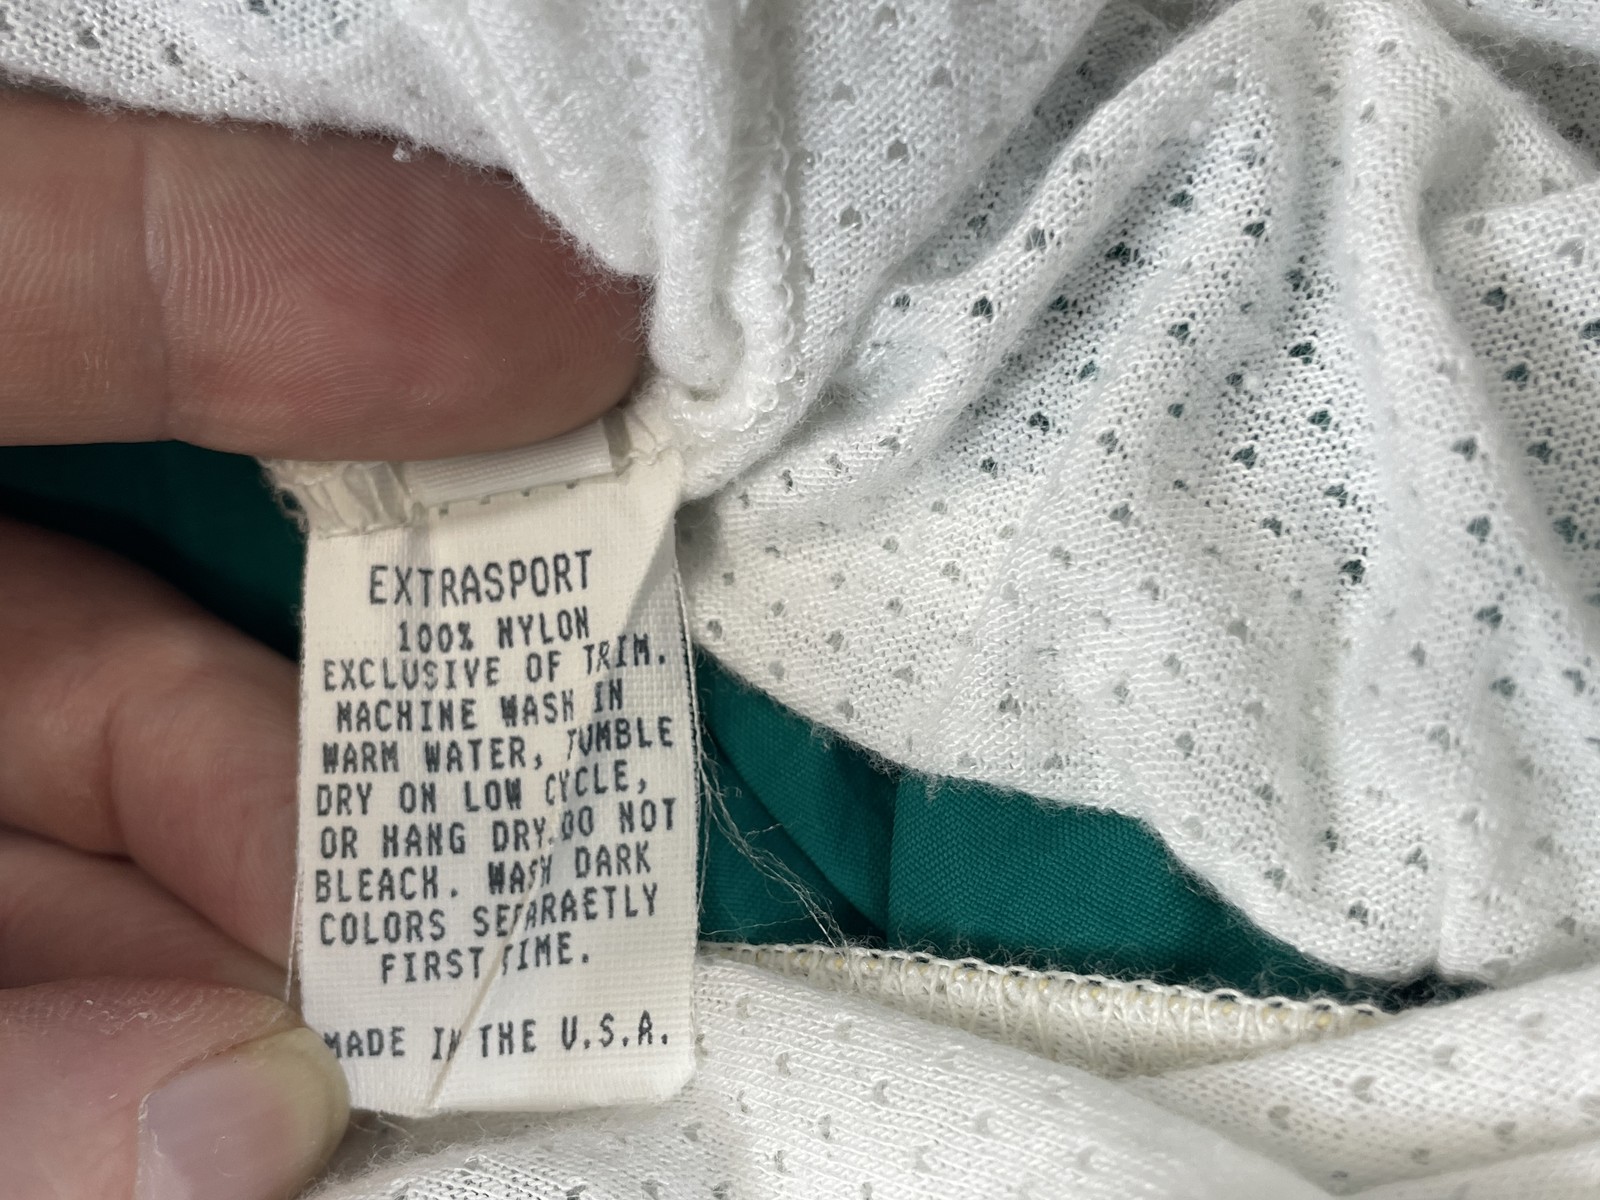 EXTRASPORT
100% NYLON
EXCLUSIVE OF TRIM.
MACHINE WASH IN
WARM WATER, TUMBLE
DRY ON LOW CYCLE,
OR HANG DRY.DO NOT
BLEACH. WASH DARK
COLORS SEPARAETLY
FIRST TIME.
MADE IN THE U.S.A.